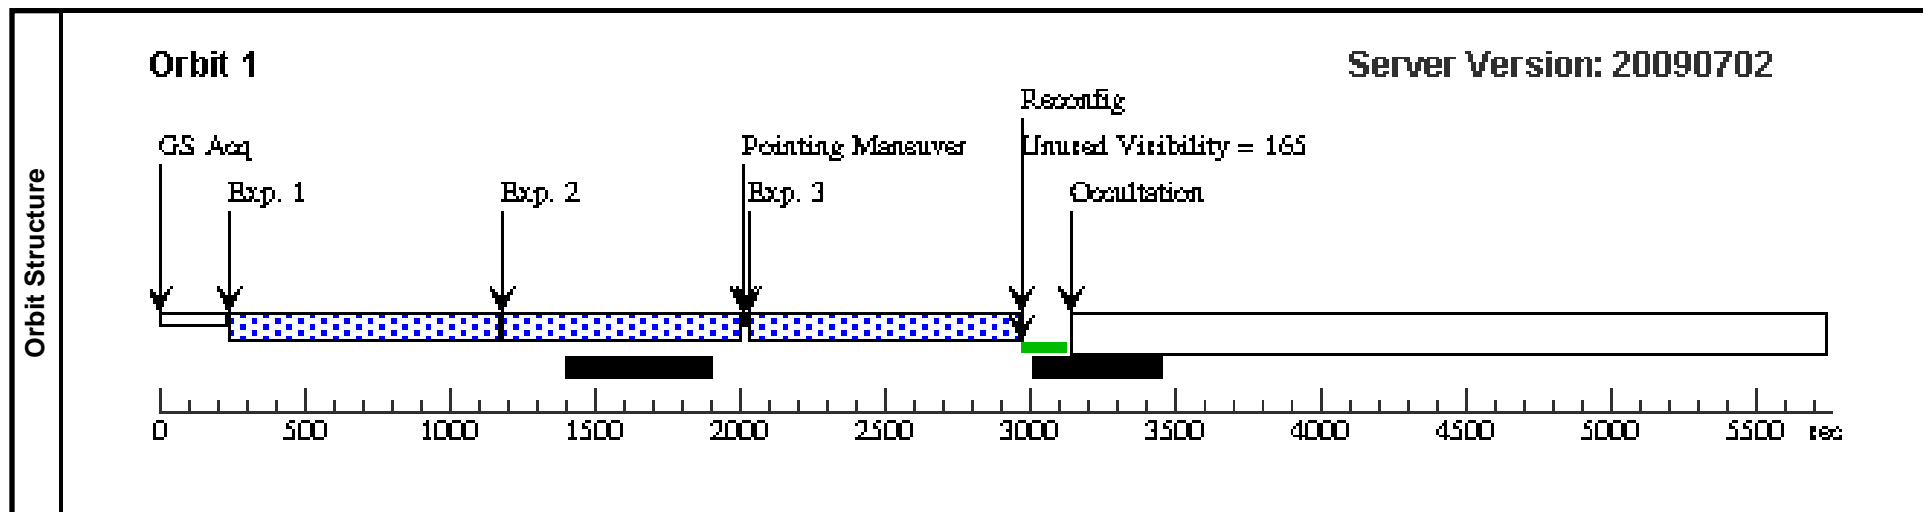 Orbit Structure
Orbit 1
Server Version: 20090702
Reconfig
GS Acq
Pointing Maneuver
Unused Visibility = 165
Exp. 1
Exp. 2
Exp. 3
Occultation
0 500 1000 1500 2000 2500 3000 3500 4000 4500 5000 5500 sec